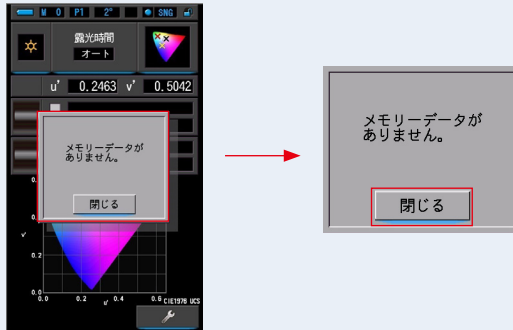 M 0 P1 2° SNG
露光時間
オート
u' 0.2463 v' 0.5042
メモリーデータが
ありません。
閉じる
0.
0.
v'
0.2
0.0
0.0 0.2 u' 0.4 0.6 CIE1976 UCS
メモリーデータが
ありません。
閉じる